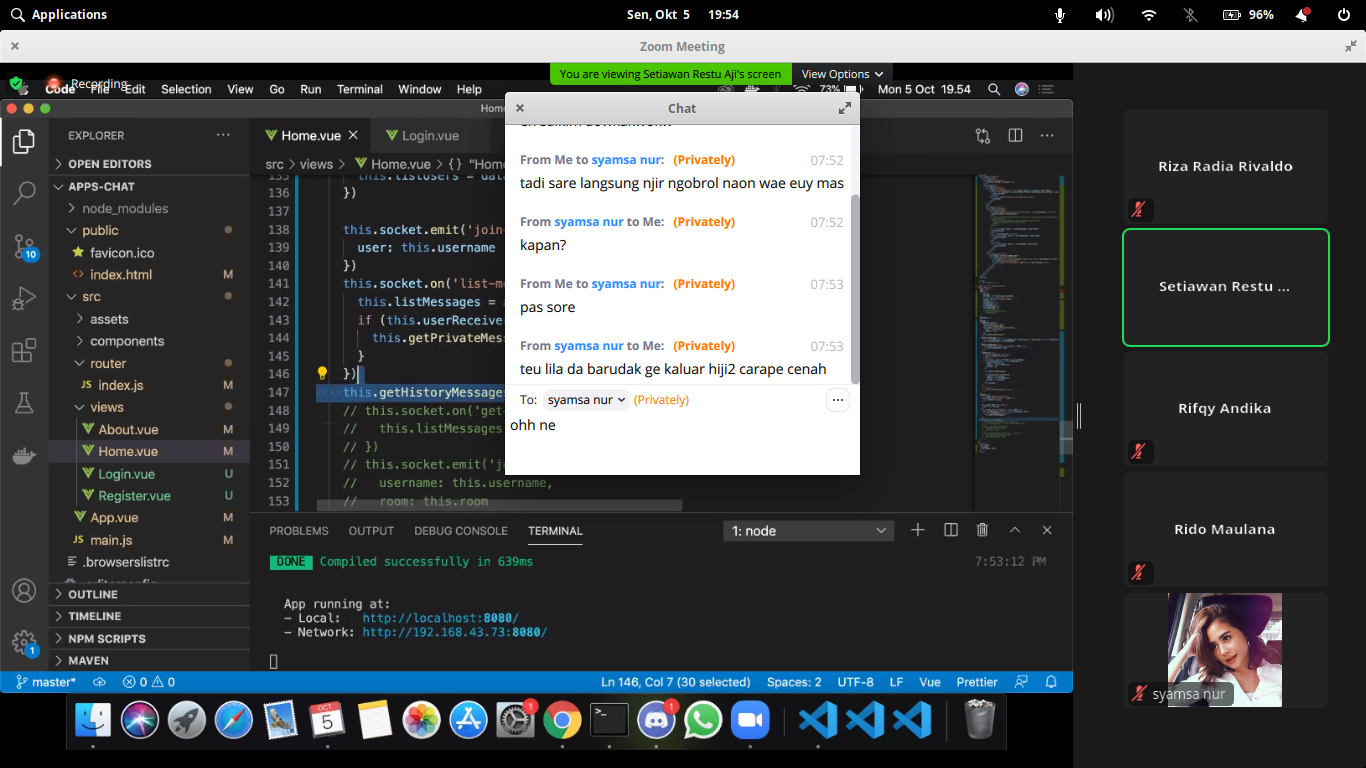 Applications
Sen, Okt 5 19:54
96%
Zoom Meeting
Recording
You are viewing Setiawan Restu Aji's screen
View Options
Code File Edit Selection View Go Run Terminal Window Help
73% Mon 5 Oct 19.54
EXPLORER
OPEN EDITORS
APPS-CHAT
node_modules
public
favicon.ico
index.html M
src
assets
components
router
JS index.js M
views
About.vue M
Home.vue M
Login.vue U
Register.vue U
App.vue M
JS main.js M
.browserslistrc
OUTLINE
TIMELINE
NPM SCRIPTS
MAVEN
10
1
Home.vue
Login.vue
src > views > Home.vue > {} "Home
135
136 })
137
138 this.socket.emit('join-
139 user: this.username
140 })
141 this.socket.on('list-m
142 this.listMessages =
143 if (this.userReceive
144 this.getPrivateMes
145 }
146 })
147 this.getHistoryMessages
148 // this.socket.on('get-
149 // this.listMessages
150 // })
151 // this.socket.emit('j
152 // username: this.username,
153 // room: this.room
Chat
From Me to syamsa nur: (Privately) 07:52
tadi sare langsung njir ngobrol naon wae euy mas
From syamsa nur to Me: (Privately) 07:52
kapan?
From Me to syamsa nur: (Privately) 07:53
pas sore
From syamsa nur to Me: (Privately) 07:53
teu lila da barudak ge kaluar hiji2 carape cenah
To: syamsa nur (Privately)
ohh ne
PROBLEMS OUTPUT DEBUG CONSOLE TERMINAL
1: node
DONE Compiled successfully in 639ms 7:53:12 PM
App running at:
- Local: http://localhost:8080/
- Network: http://192.168.43.73:8080/
master* 0 0
Ln 146, Col 7 (30 selected) Spaces: 2 UTF-8 LF Vue Prettier
OCT
5
1
1
Riza Radia Rivaldo
Setiawan Restu ...
Rifqy Andika
Rido Maulana
syamsa nur